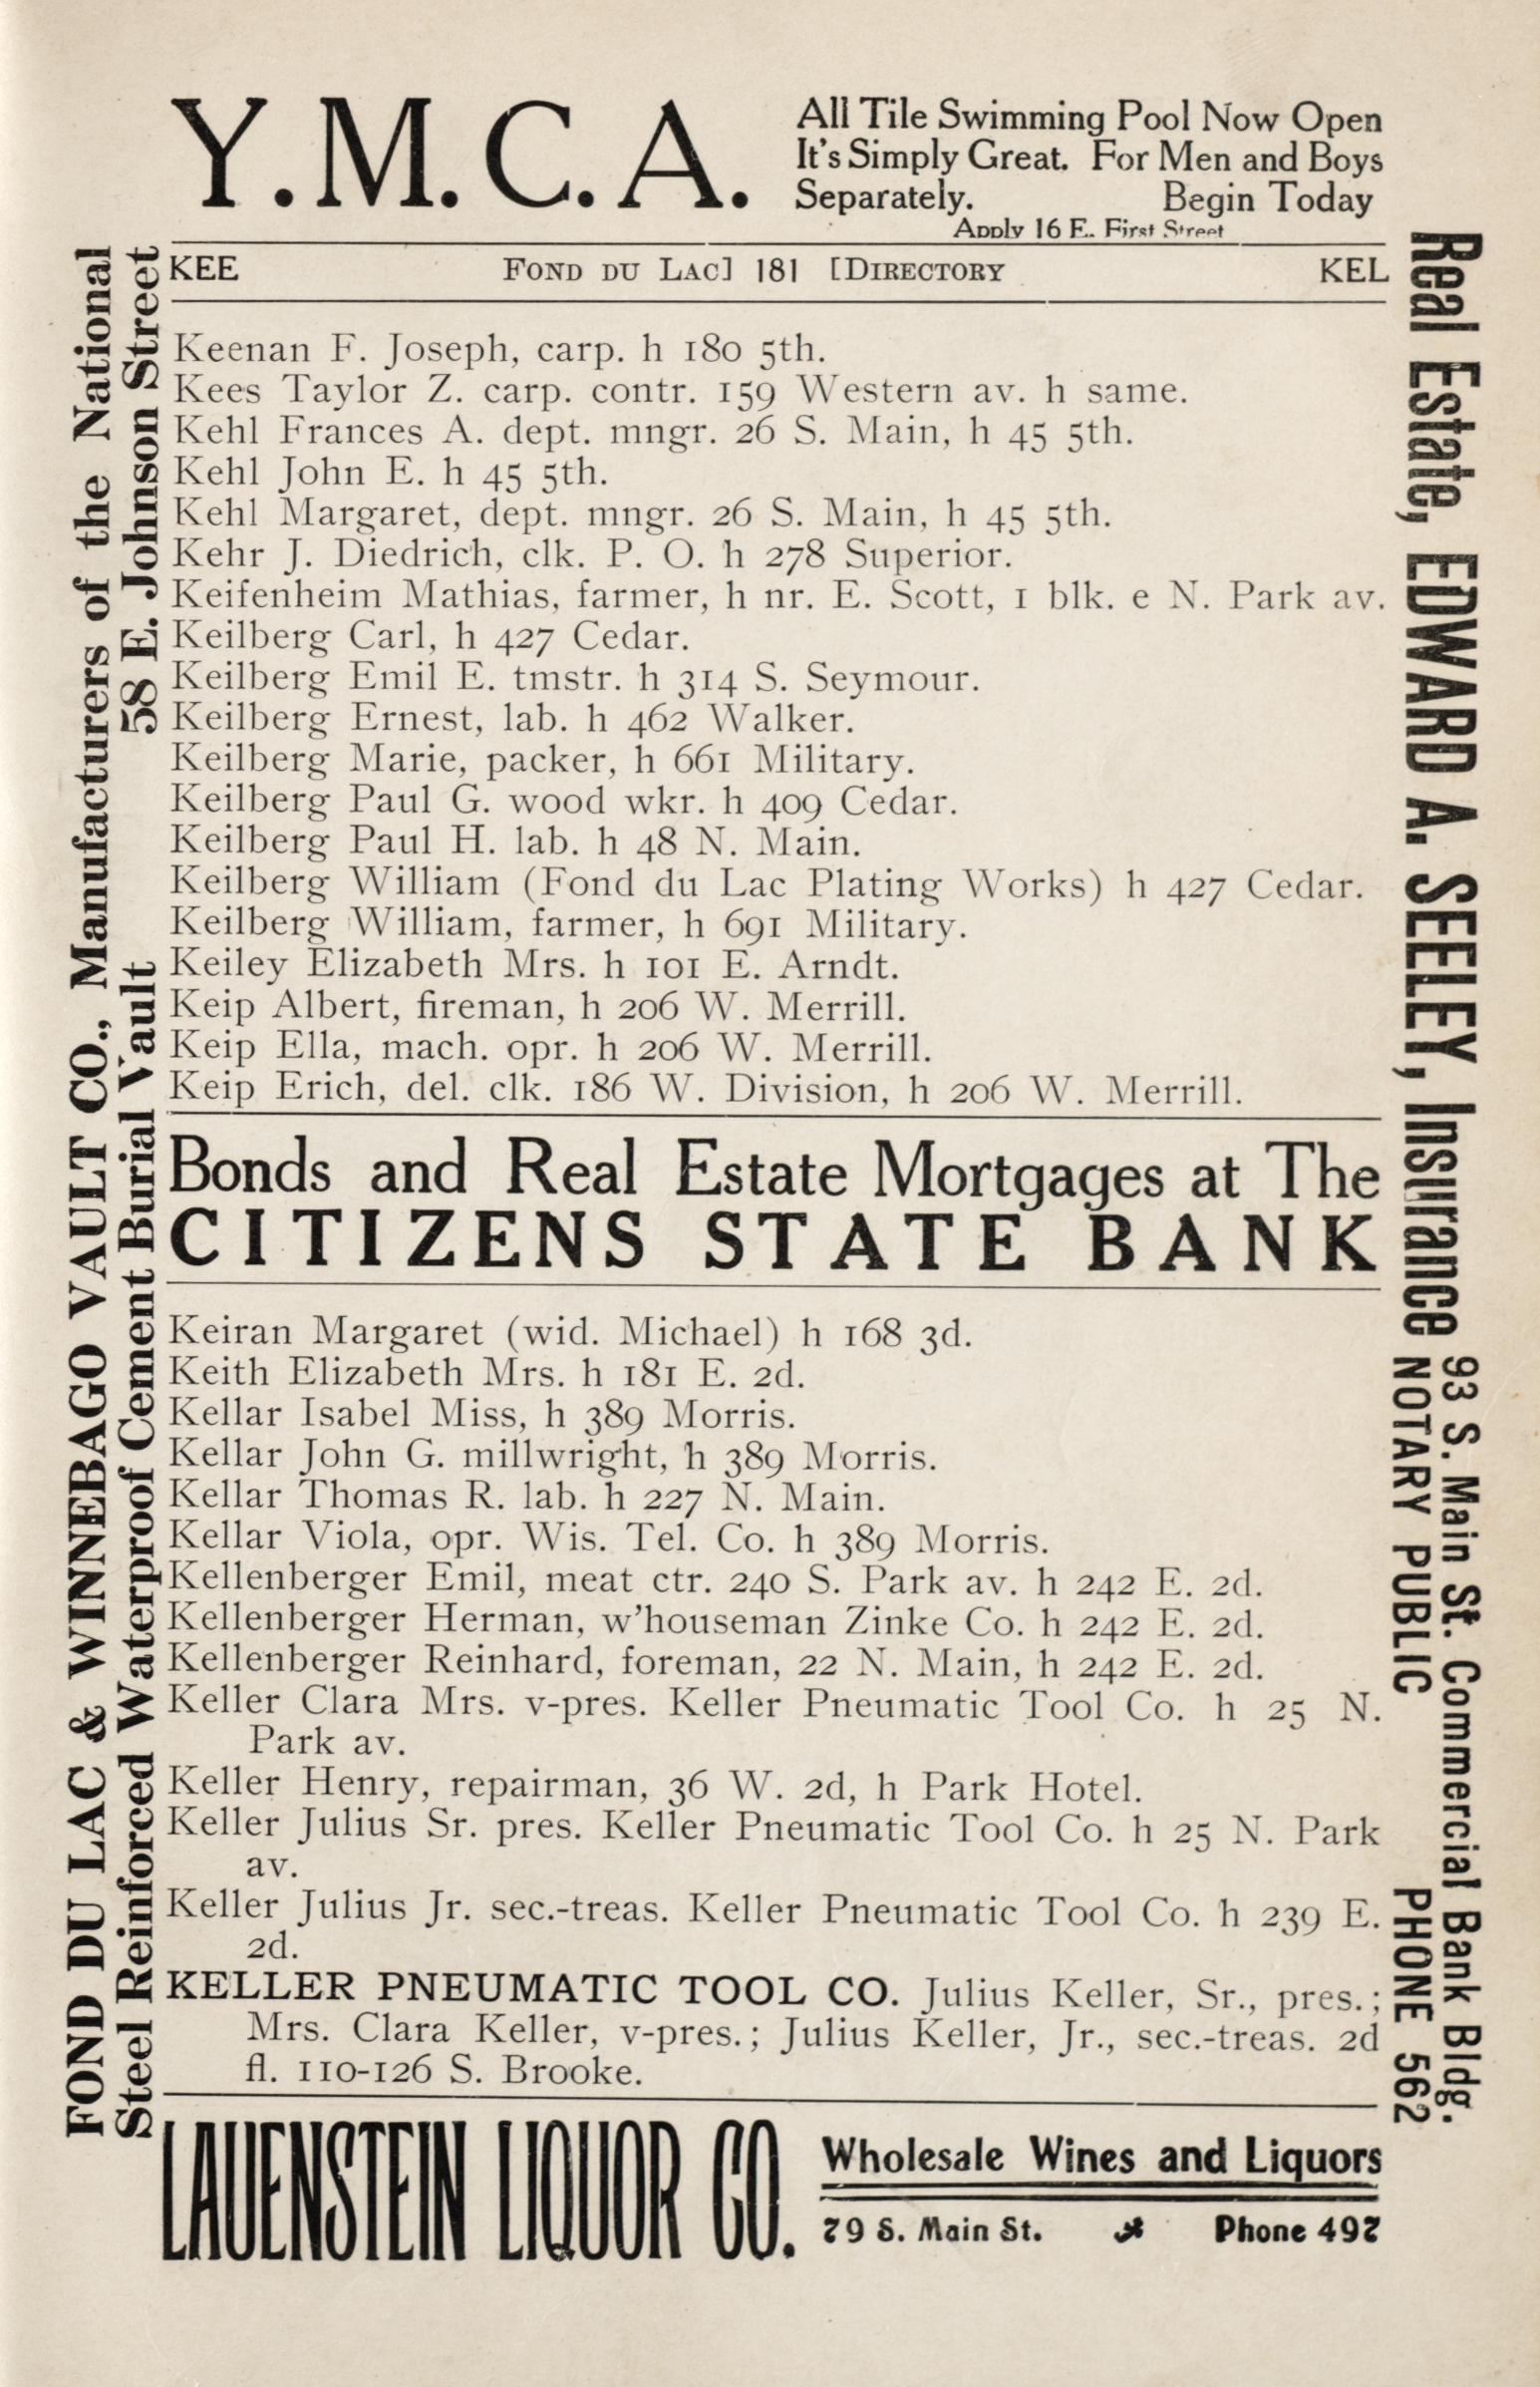 Y.M.C.A.
All Tile Swimming Pool Now Open
It's Simply Great. For Men and Boys
Separately. Begin Today
Apply 16 E. First Street
KEE FOND DU LAC] 181 [DIRECTORY KEL
Keenan F. Joseph, carp. h 180 5th.
Kees Taylor Z. carp. contr. 159 Western av. h same.
Kehl Frances A. dept. mngr. 26 S. Main, h 45 5th.
Kehl John E. h 45 5th.
Kehl Margaret, dept. mngr. 26 S. Main, h 45 5th.
Kehr J. Diedrich, clk. P. O. h 278 Superior.
Keifenheim Mathias, farmer, h nr. E. Scott, 1 blk. e N. Park av.
Keilberg Carl, h 427 Cedar.
Keilberg Emil E. tmstr. h 314 S. Seymour.
Keilberg Ernest, lab. h 462 Walker.
Keilberg Marie, packer, h 661 Military.
Keilberg Paul G. wood wkr. h 409 Cedar.
Keilberg Paul H. lab. h 48 N. Main.
Keilberg William (Fond du Lac Plating Works) h 427 Cedar.
Keilberg William, farmer, h 691 Military.
Keiley Elizabeth Mrs. h 101 E. Arndt.
Keip Albert, fireman, h 206 W. Merrill.
Keip Ella, mach. opr. h 206 W. Merrill.
Keip Erich, del. clk. 186 W. Division, h 206 W. Merrill.
Bonds and Real Estate Mortgages at The
CITIZENS STATE BANK
Keiran Margaret (wid. Michael) h 168 3d.
Keith Elizabeth Mrs. h 181 E. 2d.
Kellar Isabel Miss, h 389 Morris.
Kellar John G. millwright, h 389 Morris.
Kellar Thomas R. lab. h 227 N. Main.
Kellar Viola, opr. Wis. Tel. Co. h 389 Morris.
Kellenberger Emil, meat ctr. 240 S. Park av. h 242 E. 2d.
Kellenberger Herman, w'houseman Zinke Co. h 242 E. 2d.
Kellenberger Reinhard, foreman, 22 N. Main, h 242 E. 2d.
Keller Clara Mrs. v-pres. Keller Pneumatic Tool Co. h 25 N.
Park av.
Keller Henry, repairman, 36 W. 2d, h Park Hotel.
Keller Julius Sr. pres. Keller Pneumatic Tool Co. h 25 N. Park
av.
Keller Julius Jr. sec.-treas. Keller Pneumatic Tool Co. h 239 E.
2d.
KELLER PNEUMATIC TOOL CO. Julius Keller, Sr., pres.;
Mrs. Clara Keller, v-pres.; Julius Keller, Jr., sec.-treas. 2d
fl. 110-126 S. Brooke.
LAUENSTEIN LIQUOR CO.
Wholesale Wines and Liquors
79 S. Main St. Phone 497
FOND DU LAC & WINNEBAGO VAULT CO., Manufacturers of the National
Steel Reinforced Waterproof Cement Burial Vault 58 E. Johnson Street
Real Estate, EDWARD A. SEELEY, Insurance
93 S. Main St. Commercial Bank Bldg.
NOTARY PUBLIC PHONE 562